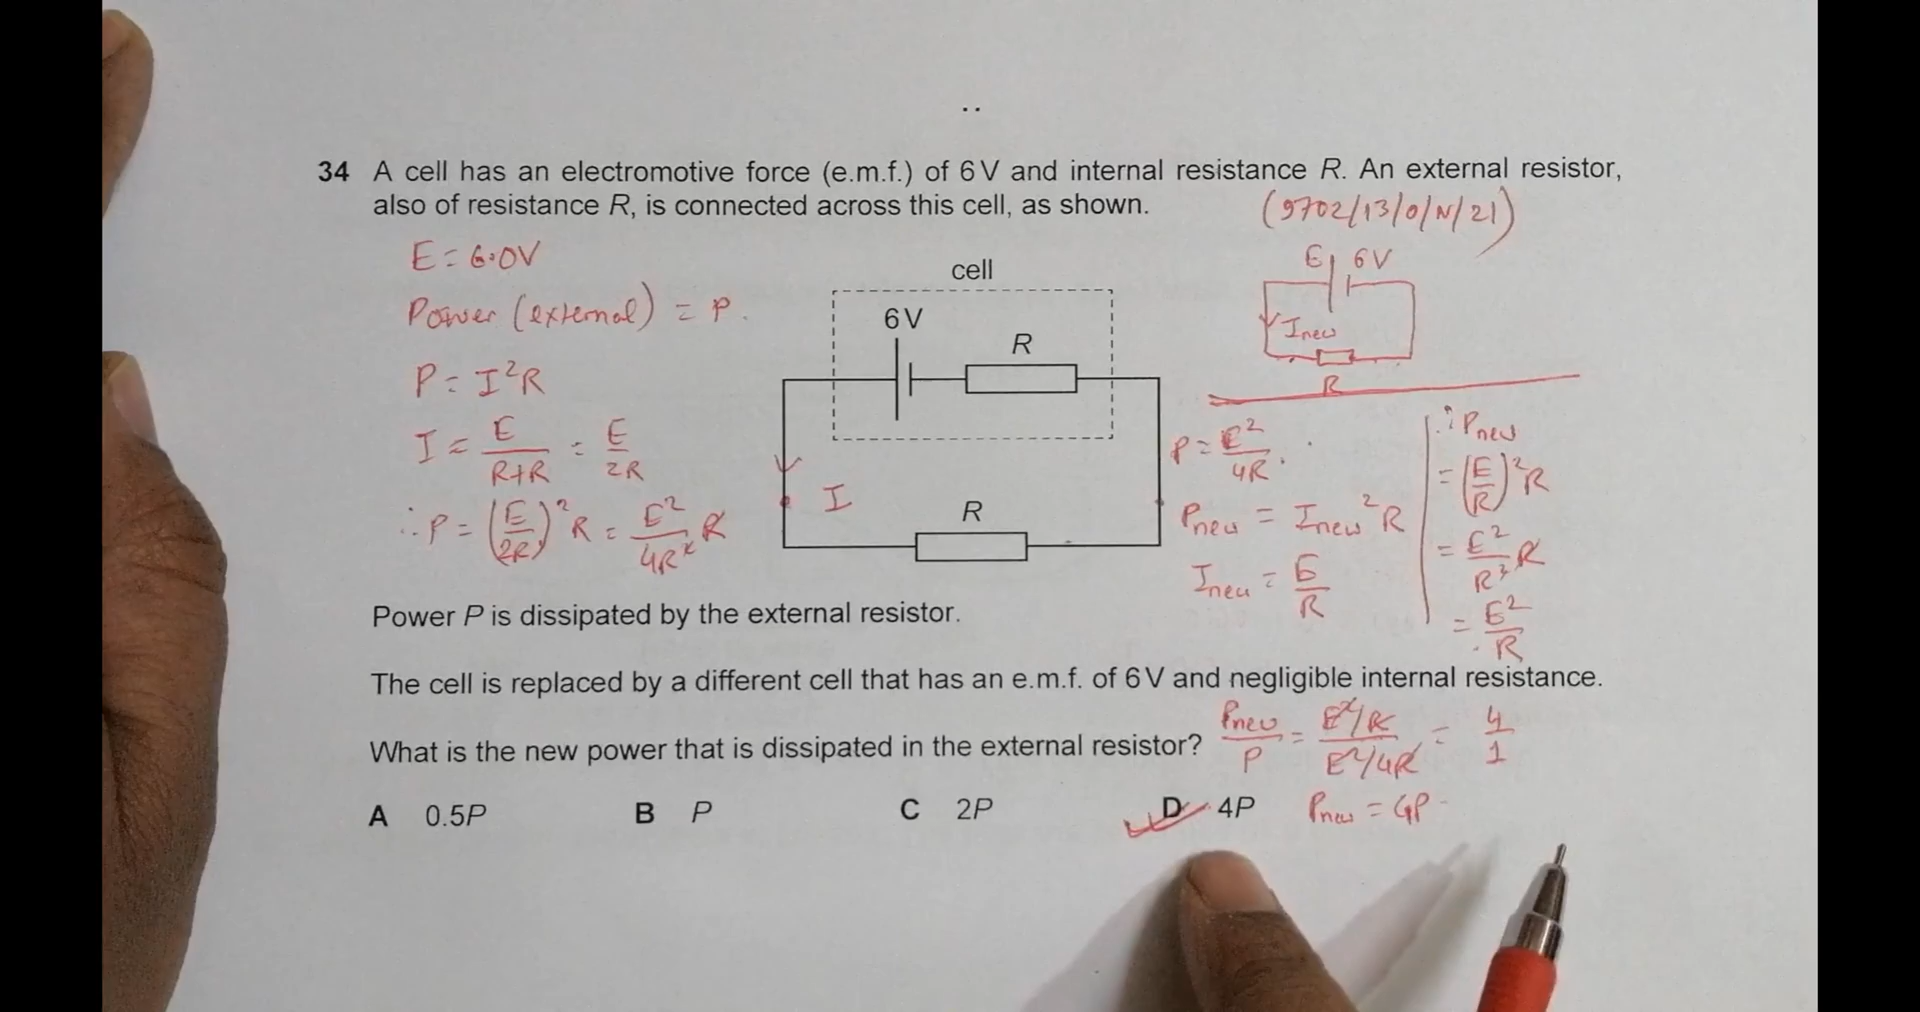 34 A cell has an electromotive force (e.m.f.) of 6 V and internal resistance R. An external resistor,
also of resistance R, is connected across this cell, as shown.
(9702/13/O/N/21)
E = 6.0V
Power (external) = P.
P = I²R
I = E/(R+R) = E/2R
∴ P = (E/2R)² R = E²/4R² R
cell
6 V
R
I
R
E 6V
Inew
R
P = E²/4R.
Pnew = Inew² R
Inew = E/R
∴ Pnew
= (E/R)² R
= E²/R² R
= E²/R
Power P is dissipated by the external resistor.
The cell is replaced by a different cell that has an e.m.f. of 6 V and negligible internal resistance.
What is the new power that is dissipated in the external resistor?
Pnew/P = (E²/R)/(E²/4R) = 4/1
A 0.5P B P C 2P D 4P
Pnew = 4P